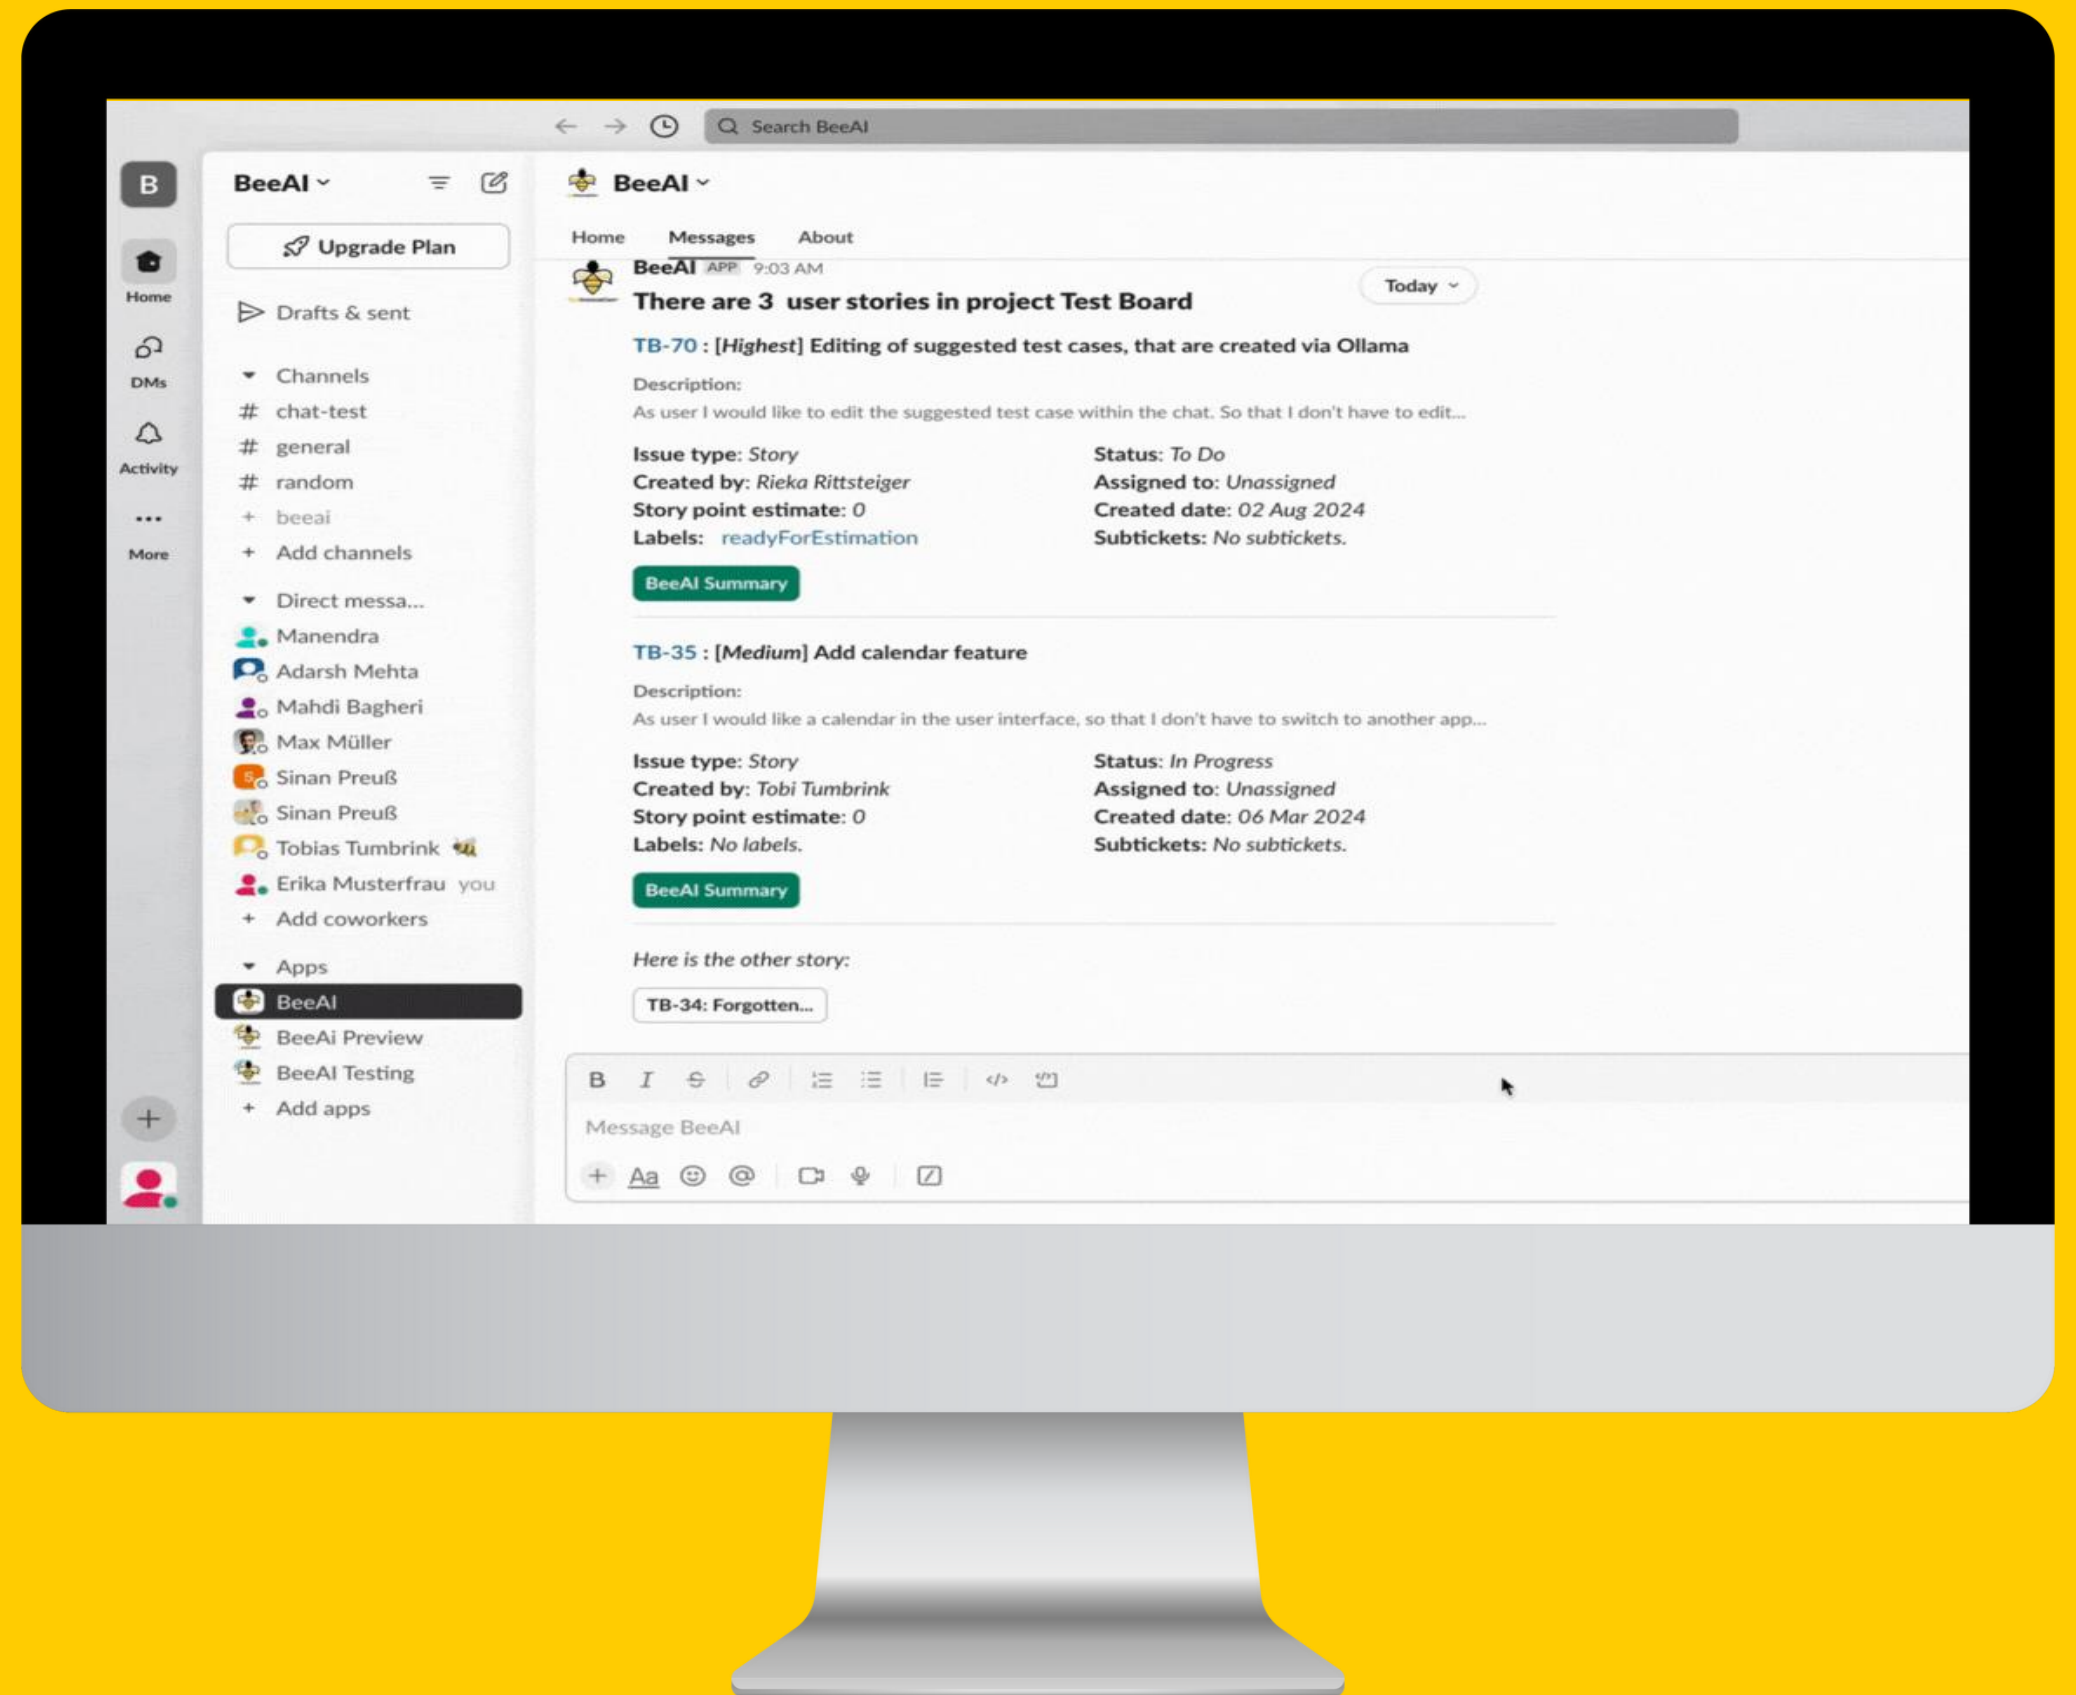 Search BeeAI
B
Home
DMs
Activity
More
BeeAI
Upgrade Plan
Drafts & sent
Channels
# chat-test
# general
# random
+ beeai
+ Add channels
Direct messa...
Manendra
Adarsh Mehta
Mahdi Bagheri
Max Müller
S Sinan Preuß
Sinan Preuß
Tobias Tumbrink
Erika Musterfrau you
+ Add coworkers
Apps
BeeAI
BeeAi Preview
BeeAI Testing
+ Add apps
BeeAI
Home Messages About
BeeAI APP 9:03 AM
Today
There are 3 user stories in project Test Board
TB-70 : [Highest] Editing of suggested test cases, that are created via Ollama
Description:
As user I would like to edit the suggested test case within the chat. So that I don't have to edit...
Issue type: Story Status: To Do
Created by: Rieka Rittsteiger Assigned to: Unassigned
Story point estimate: 0 Created date: 02 Aug 2024
Labels: readyForEstimation Subtickets: No subtickets.
BeeAI Summary
TB-35 : [Medium] Add calendar feature
Description:
As user I would like a calendar in the user interface, so that I don't have to switch to another app...
Issue type: Story Status: In Progress
Created by: Tobi Tumbrink Assigned to: Unassigned
Story point estimate: 0 Created date: 06 Mar 2024
Labels: No labels. Subtickets: No subtickets.
BeeAI Summary
Here is the other story:
TB-34: Forgotten...
B I S
Message BeeAI
+ Aa @